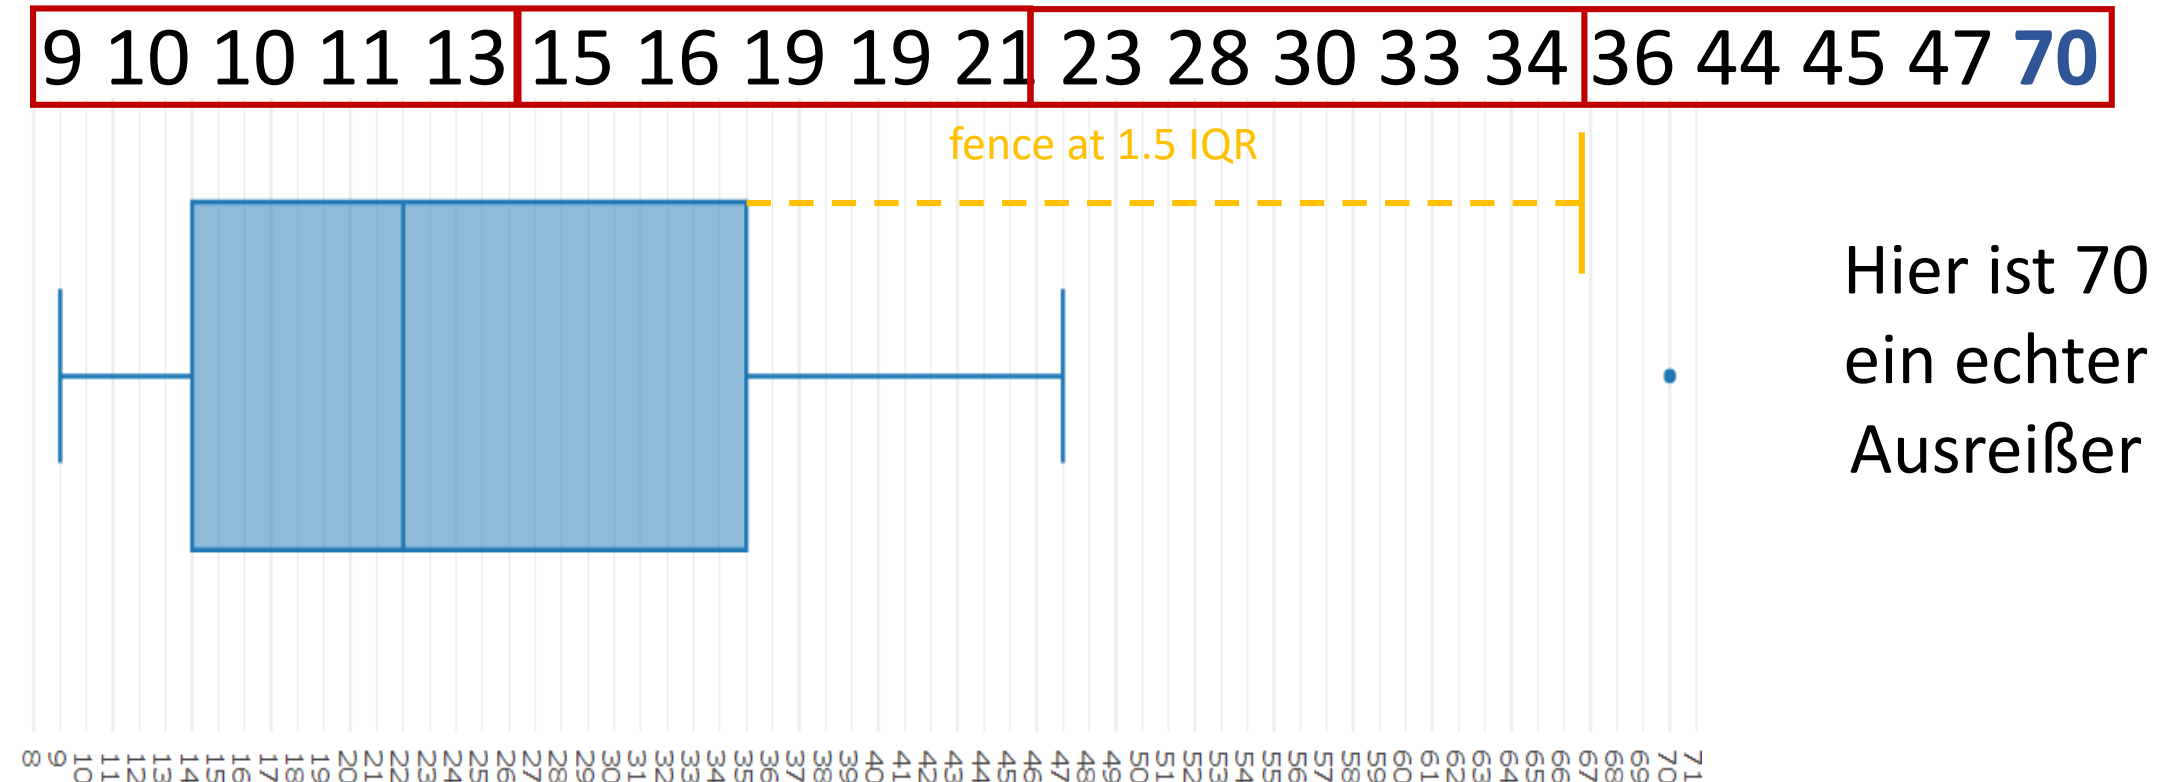 9 10 10 11 13 15 16 19 19 21 23 28 30 33 34 36 44 45 47 70
fence at 1.5 IQR
Hier ist 70
ein echter
Ausreißer
8 9 10 11 12 13 14 15 16 17 18 19 20 21 22 23 24 25 26 27 28 29 30 31 32 33 34 35 36 37 38 39 40 41 42 43 44 45 46 47 48 49 50 51 52 53 54 55 56 57 58 59 60 61 62 63 64 65 66 67 68 69 70 71